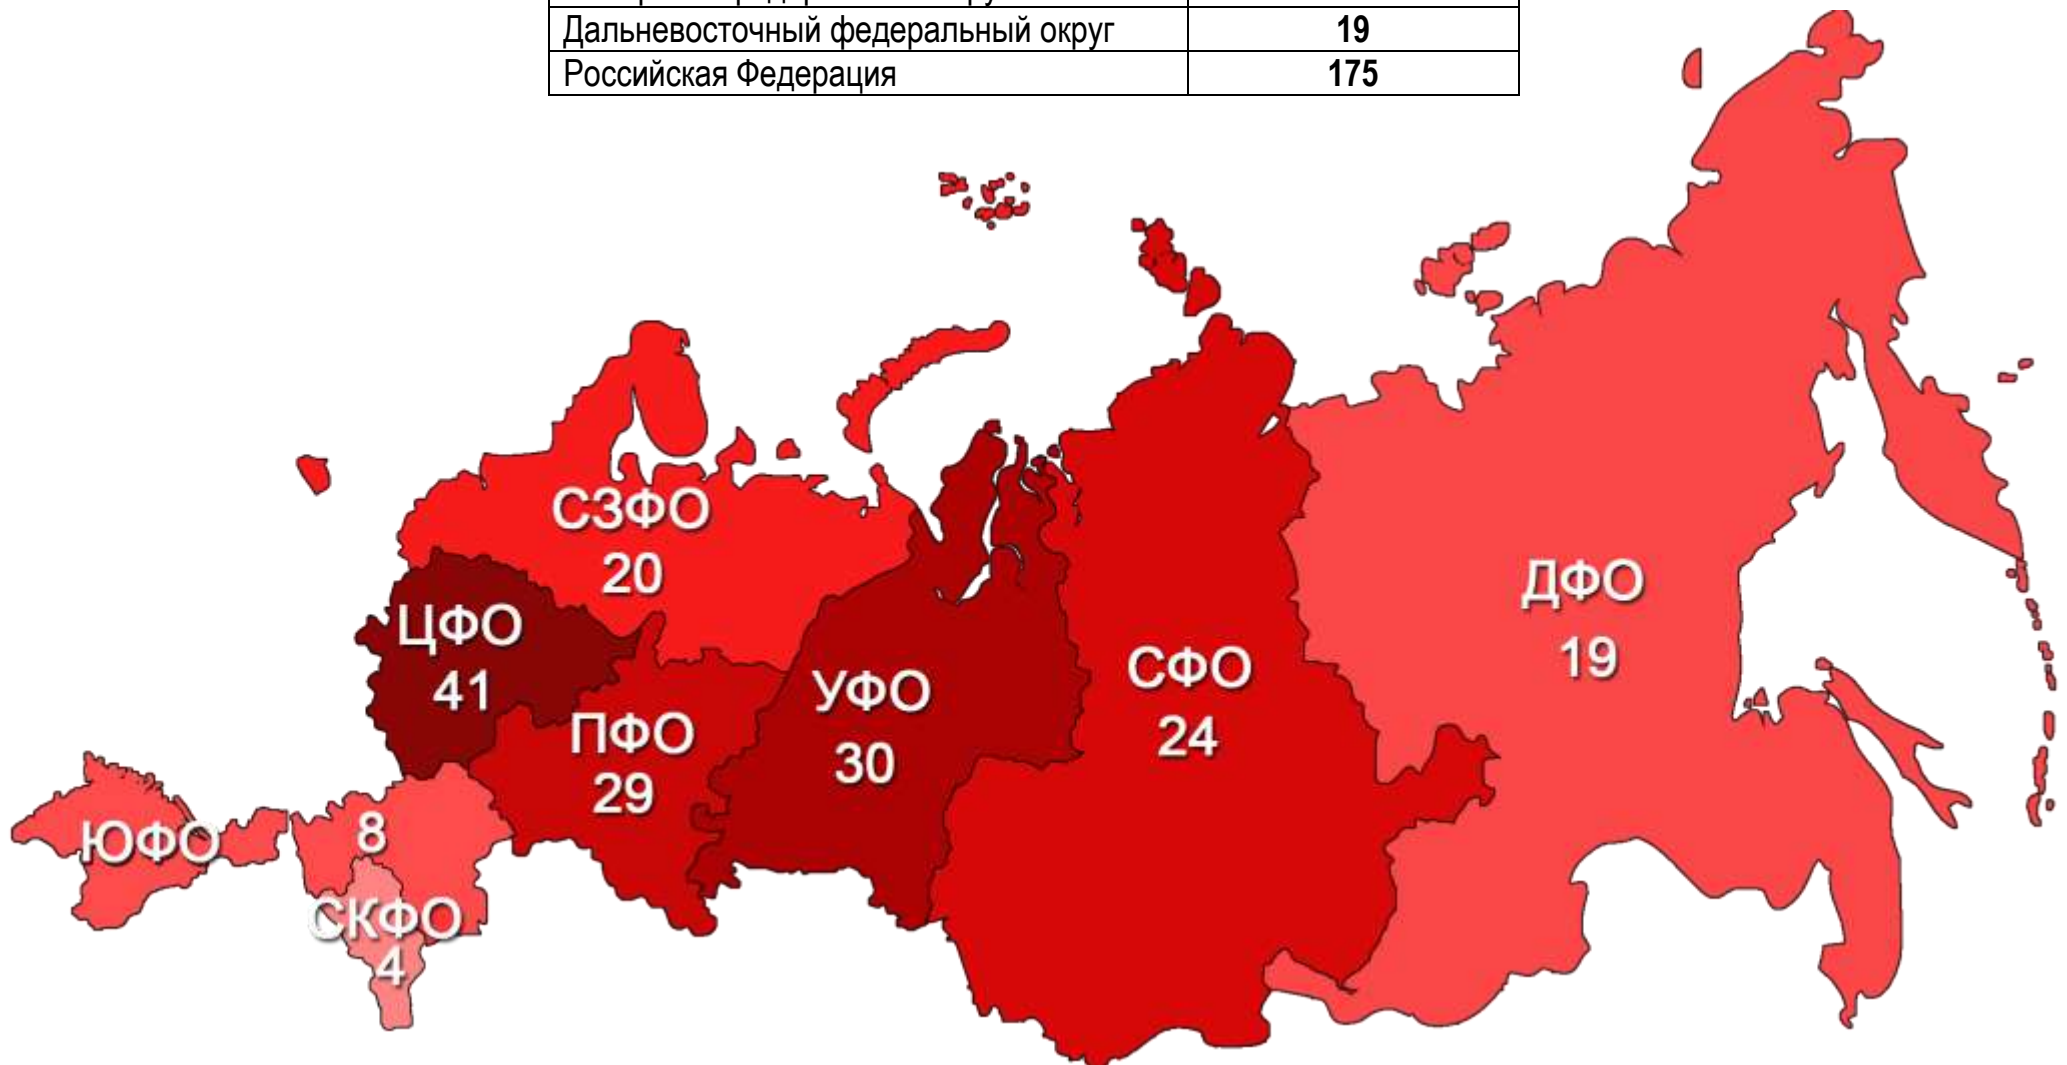 Дальневосточный федеральный округ 19
Российская Федерация 175
СЗФО
20
ЦФО
41
ПФО
29
УФО
30
СФО
24
ДФО
19
ЮФО
8
СКФО
4